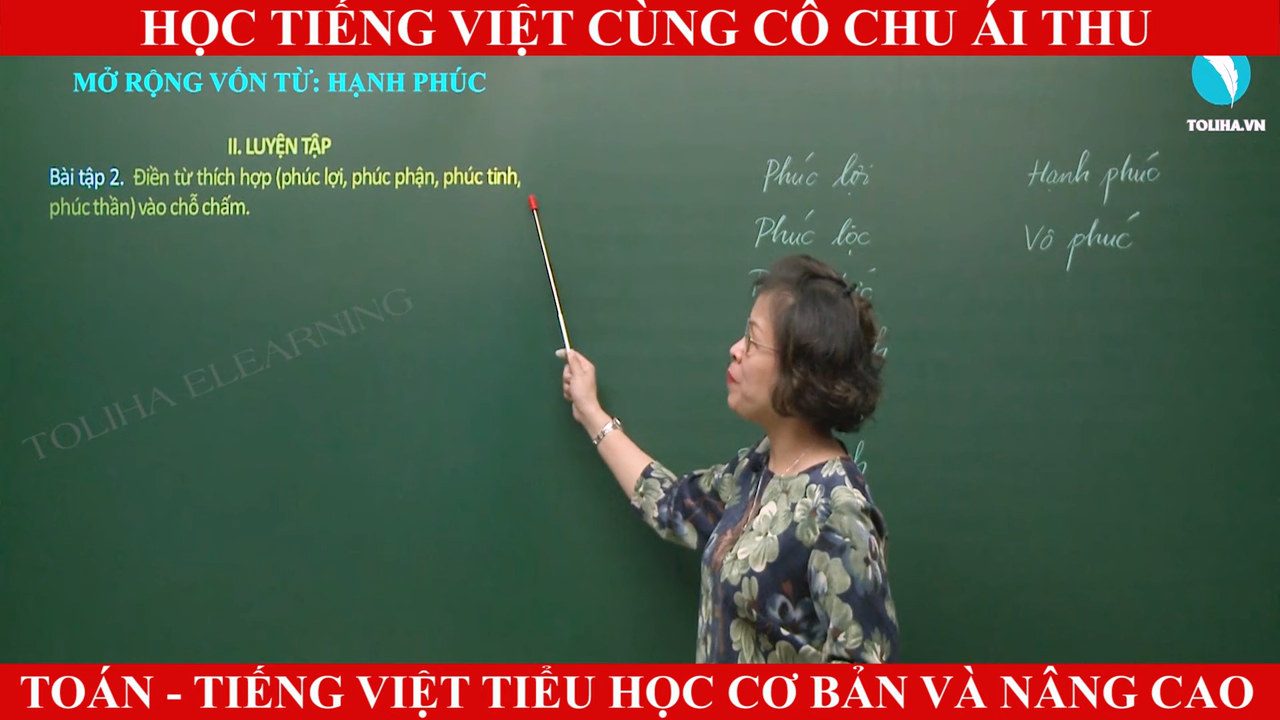 HỌC TIẾNG VIỆT CÙNG CÔ CHU ÁI THU
MỞ RỘNG VỐN TỪ: HẠNH PHÚC
TOLIHA.VN
II. LUYỆN TẬP
Bài tập 2. Điền từ thích hợp (phúc lợi, phúc phận, phúc tinh,
phúc thần) vào chỗ chấm.
Phúc lợi
Phúc lộc
Hạnh phúc
Vô phúc
TOLIHA ELEARNING
TOÁN - TIẾNG VIỆT TIỂU HỌC CƠ BẢN VÀ NÂNG CAO